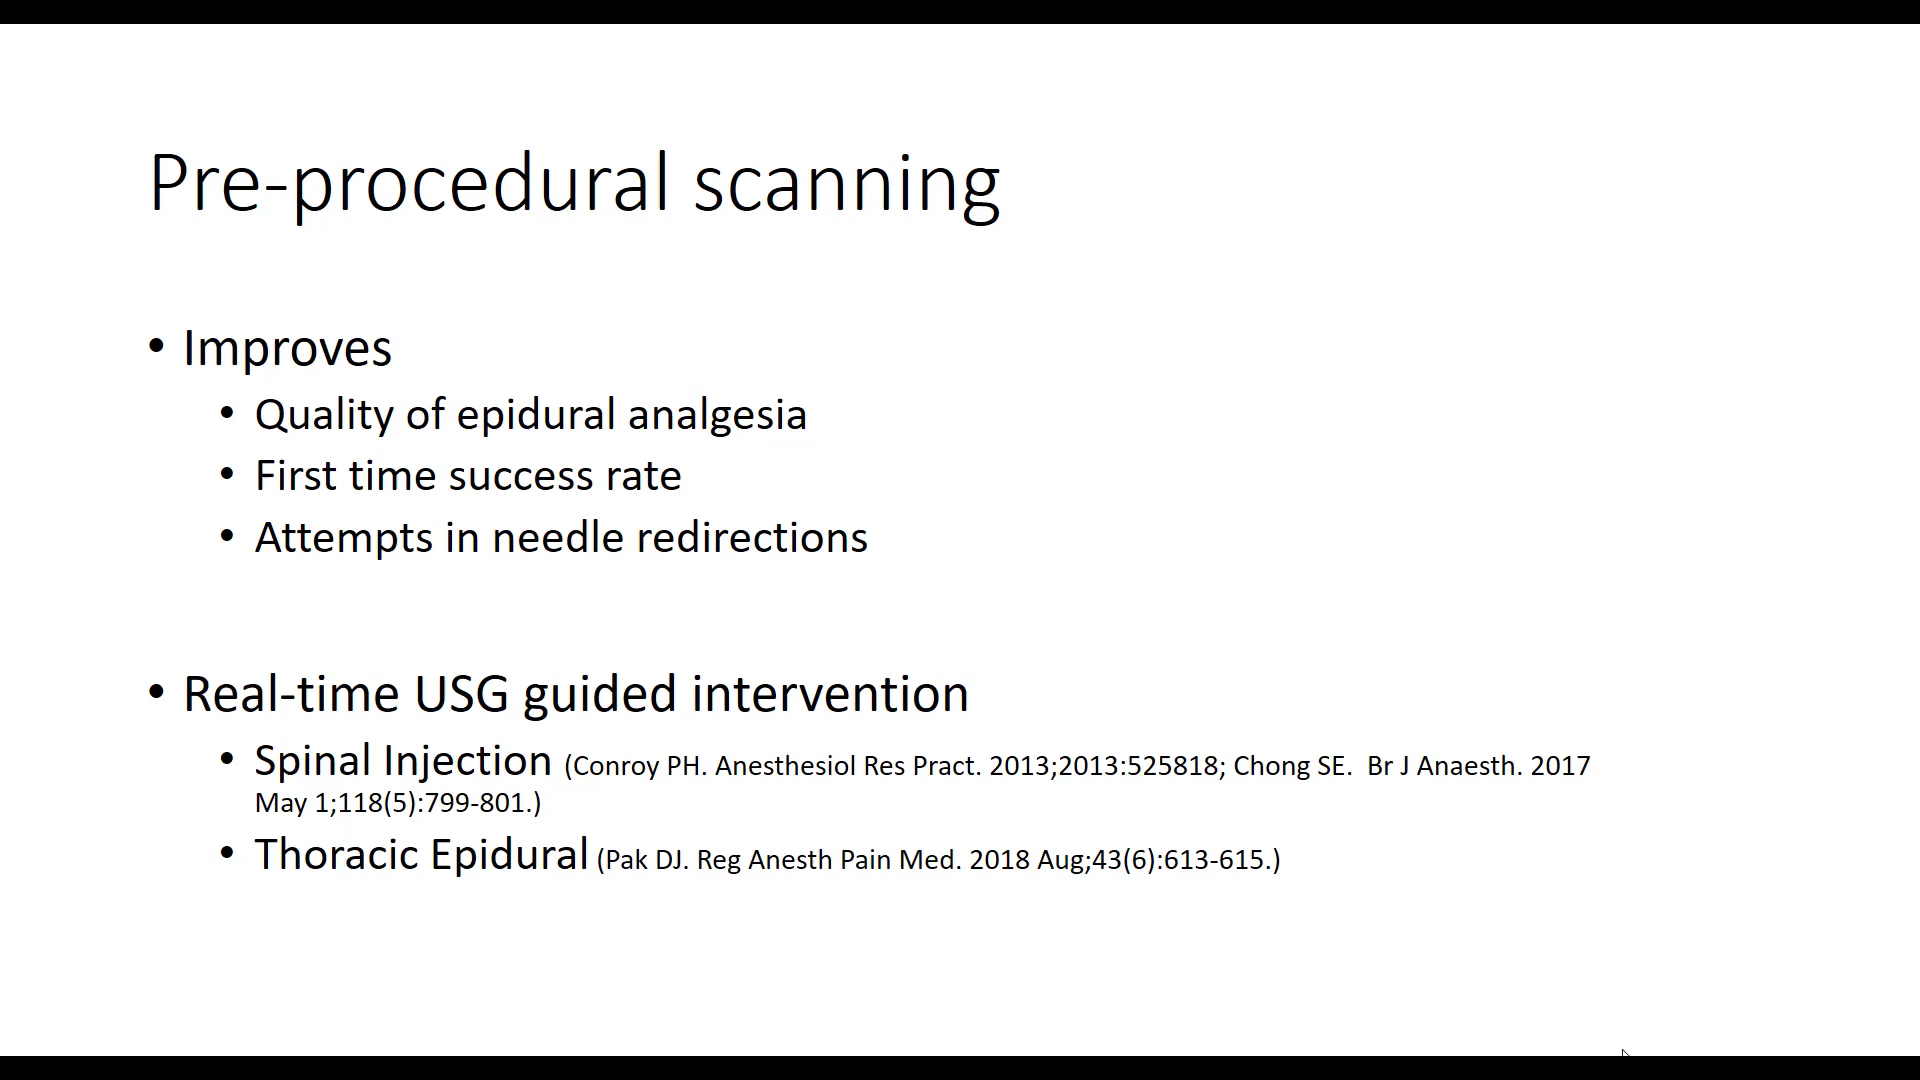 Pre-procedural scanning
• Improves
• Quality of epidural analgesia
• First time success rate
• Attempts in needle redirections
• Real-time USG guided intervention
• Spinal Injection (Conroy PH. Anesthesiol Res Pract. 2013;2013:525818; Chong SE.  Br J Anaesth. 2017
May 1;118(5):799-801.)
• Thoracic Epidural (Pak DJ. Reg Anesth Pain Med. 2018 Aug;43(6):613-615.)